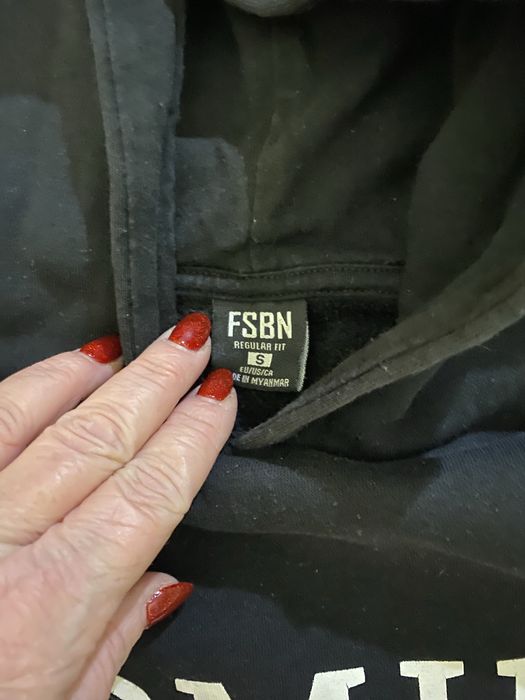 FSBN
REGULAR FIT
S
EU/US/CA
DE IN MYANMAR